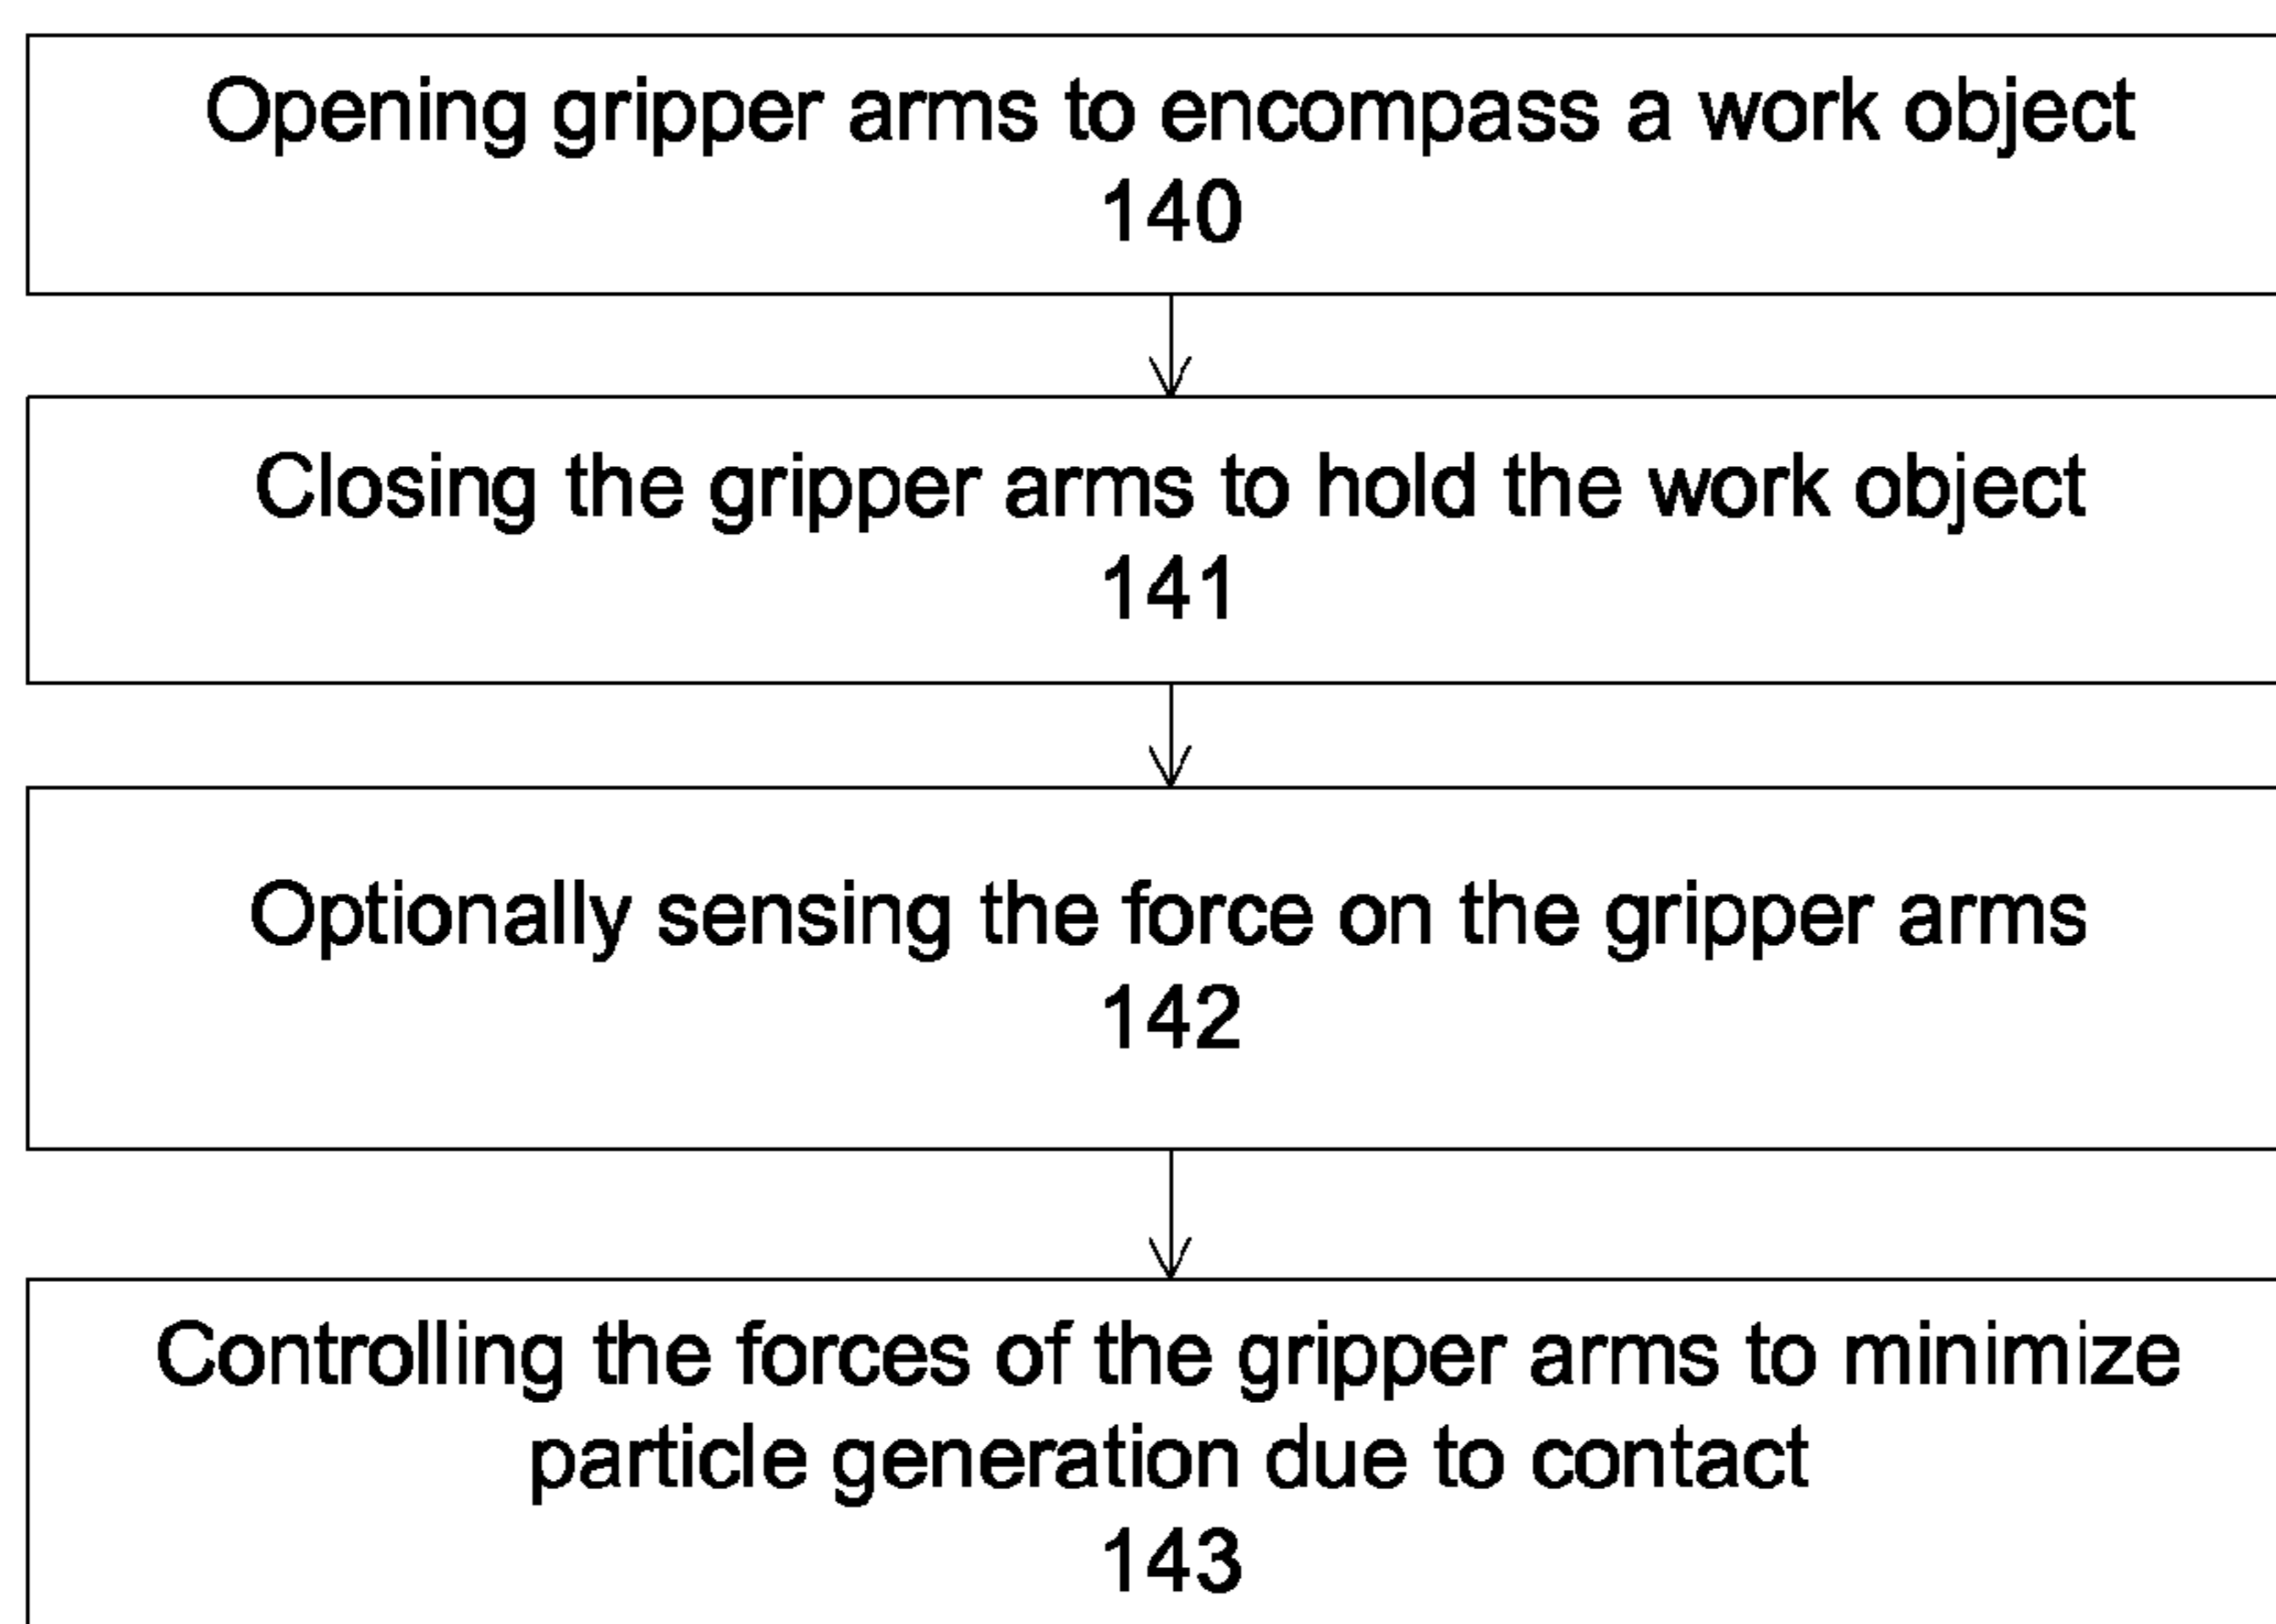 Opening gripper arms to encompass a work object
140
Closing the gripper arms to hold the work object
141
Optionally sensing the force on the gripper arms
142
Controlling the forces of the gripper arms to minimize
particle generation due to contact
143